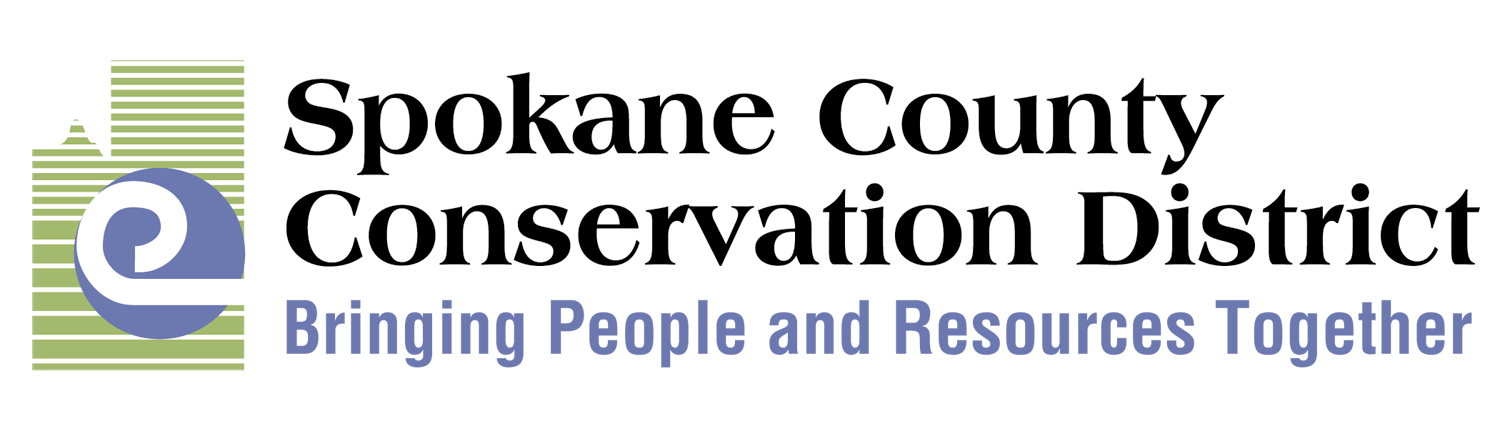 Spokane County
Conservation District
Bringing People and Resources Together